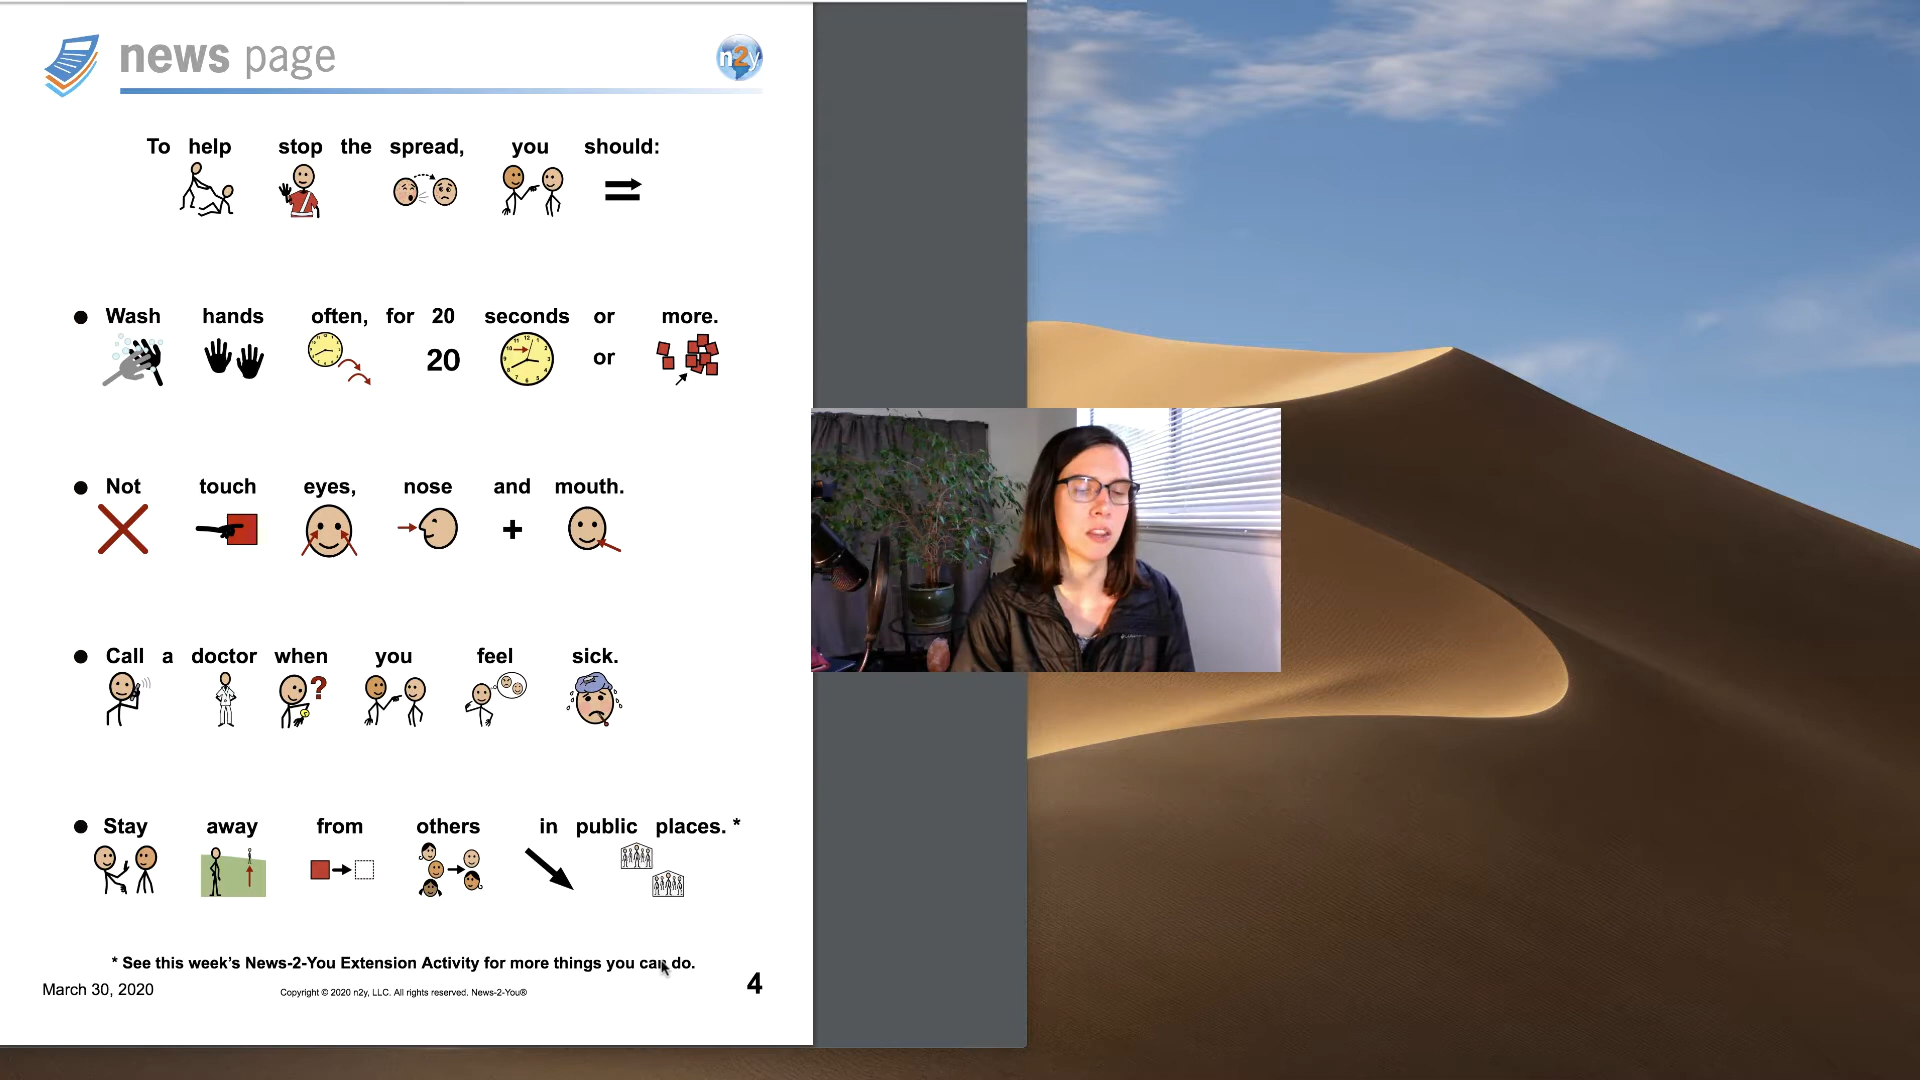 news page
n2y
To help stop the spread, you should:
Wash hands often, for 20 seconds or more.
20 or
Not touch eyes, nose and mouth.
Call a doctor when you feel sick.
Stay away from others in public places. *
* See this week's News-2-You Extension Activity for more things you can do.
March 30, 2020
Copyright © 2020 n2y, LLC. All rights reserved. News-2-You®
4